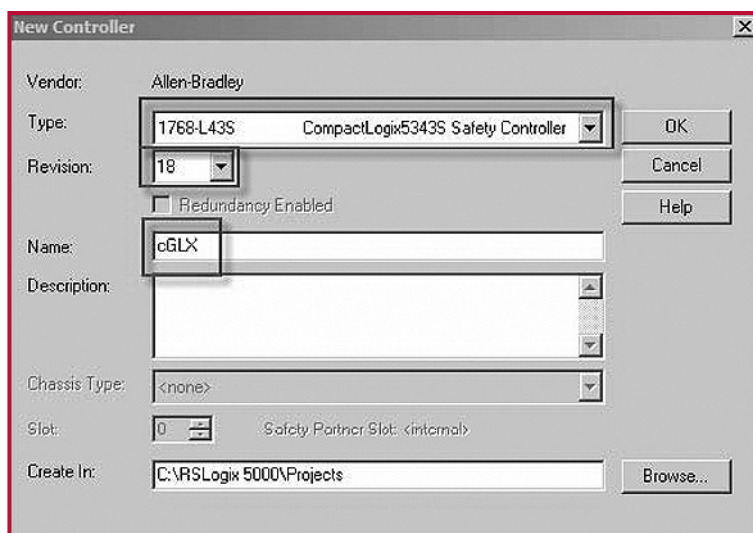 New Controller
Vendor: Allen-Bradley
Type: 1768-L43S CompactLogix5343S Safety Controller
OK
Revision: 18
Cancel
Redundancy Enabled
Help
Name: cGLX
Description:
Chassis Type: <none>
Slot: 0 Safety Partner Slot: <internal>
Create In: C:\RSLogix 5000\Projects
Browse...